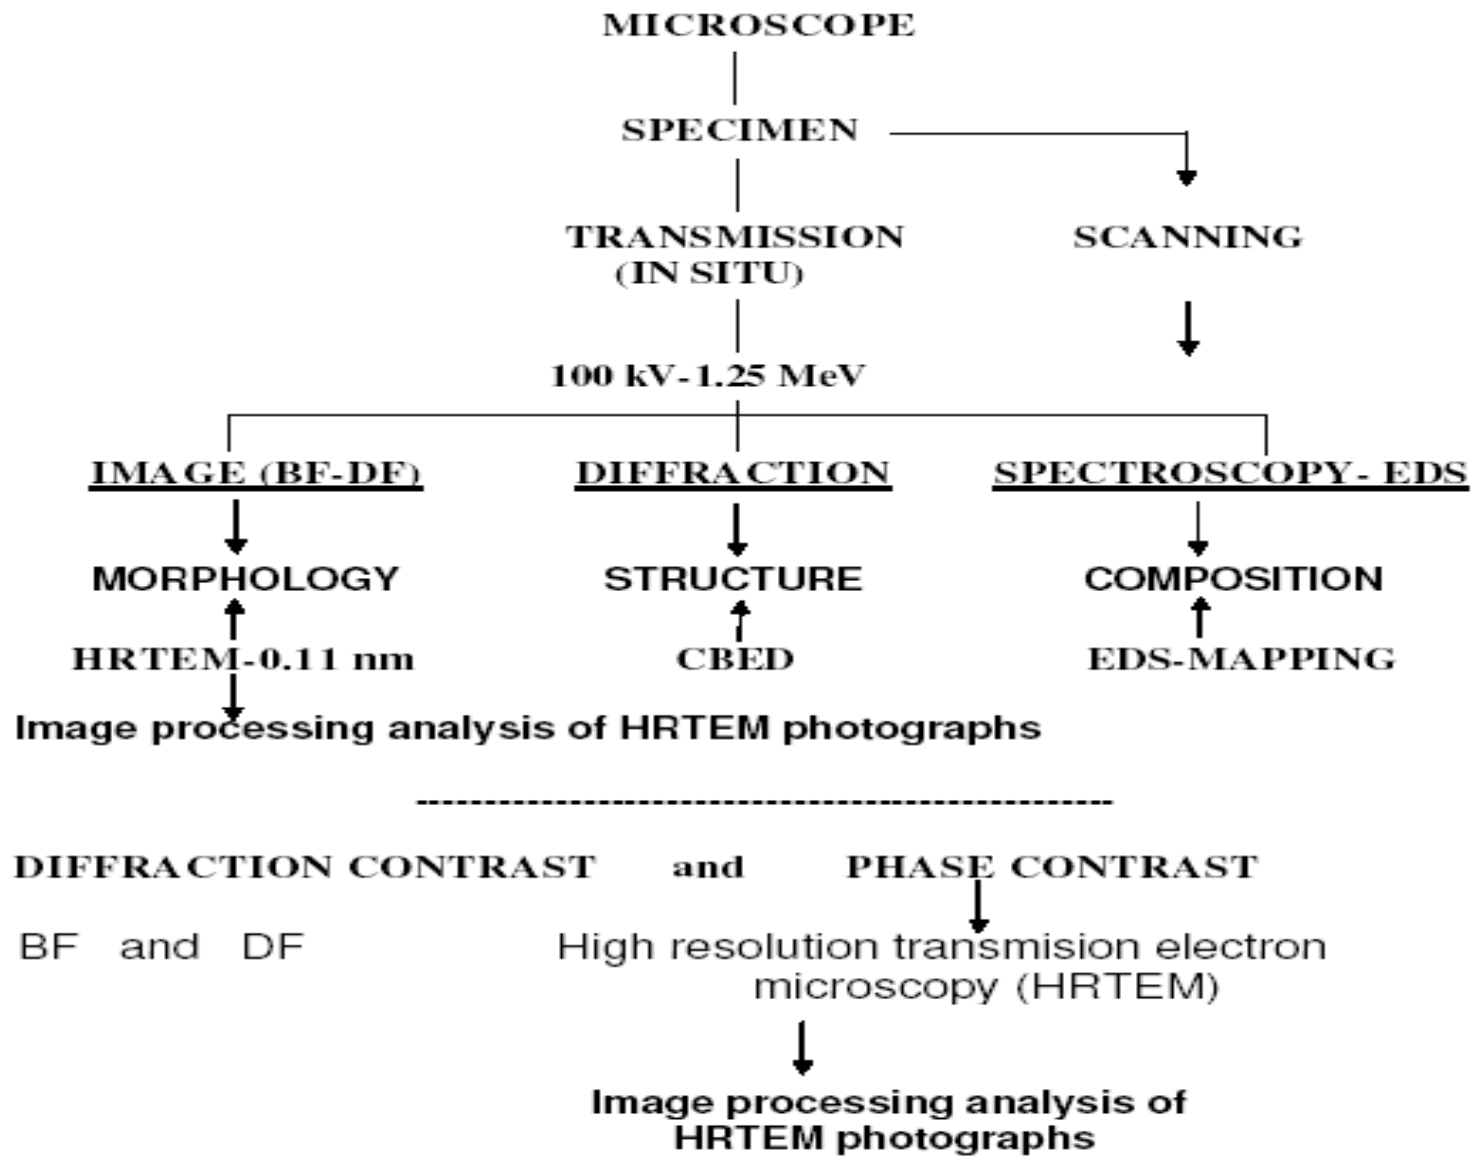 MICROSCOPE
SPECIMEN
TRANSMISSION
(IN SITU)
SCANNING
100 kV-1.25 MeV
IMAGE (BF-DF)
DIFFRACTION
SPECTROSCOPY- EDS
MORPHOLOGY
STRUCTURE
COMPOSITION
HRTEM-0.11 nm
CBED
EDS-MAPPING
Image processing analysis of HRTEM photographs
DIFFRACTION CONTRAST and PHASE CONTRAST
BF and DF
High resolution transmision electron
microscopy (HRTEM)
Image processing analysis of
HRTEM photographs